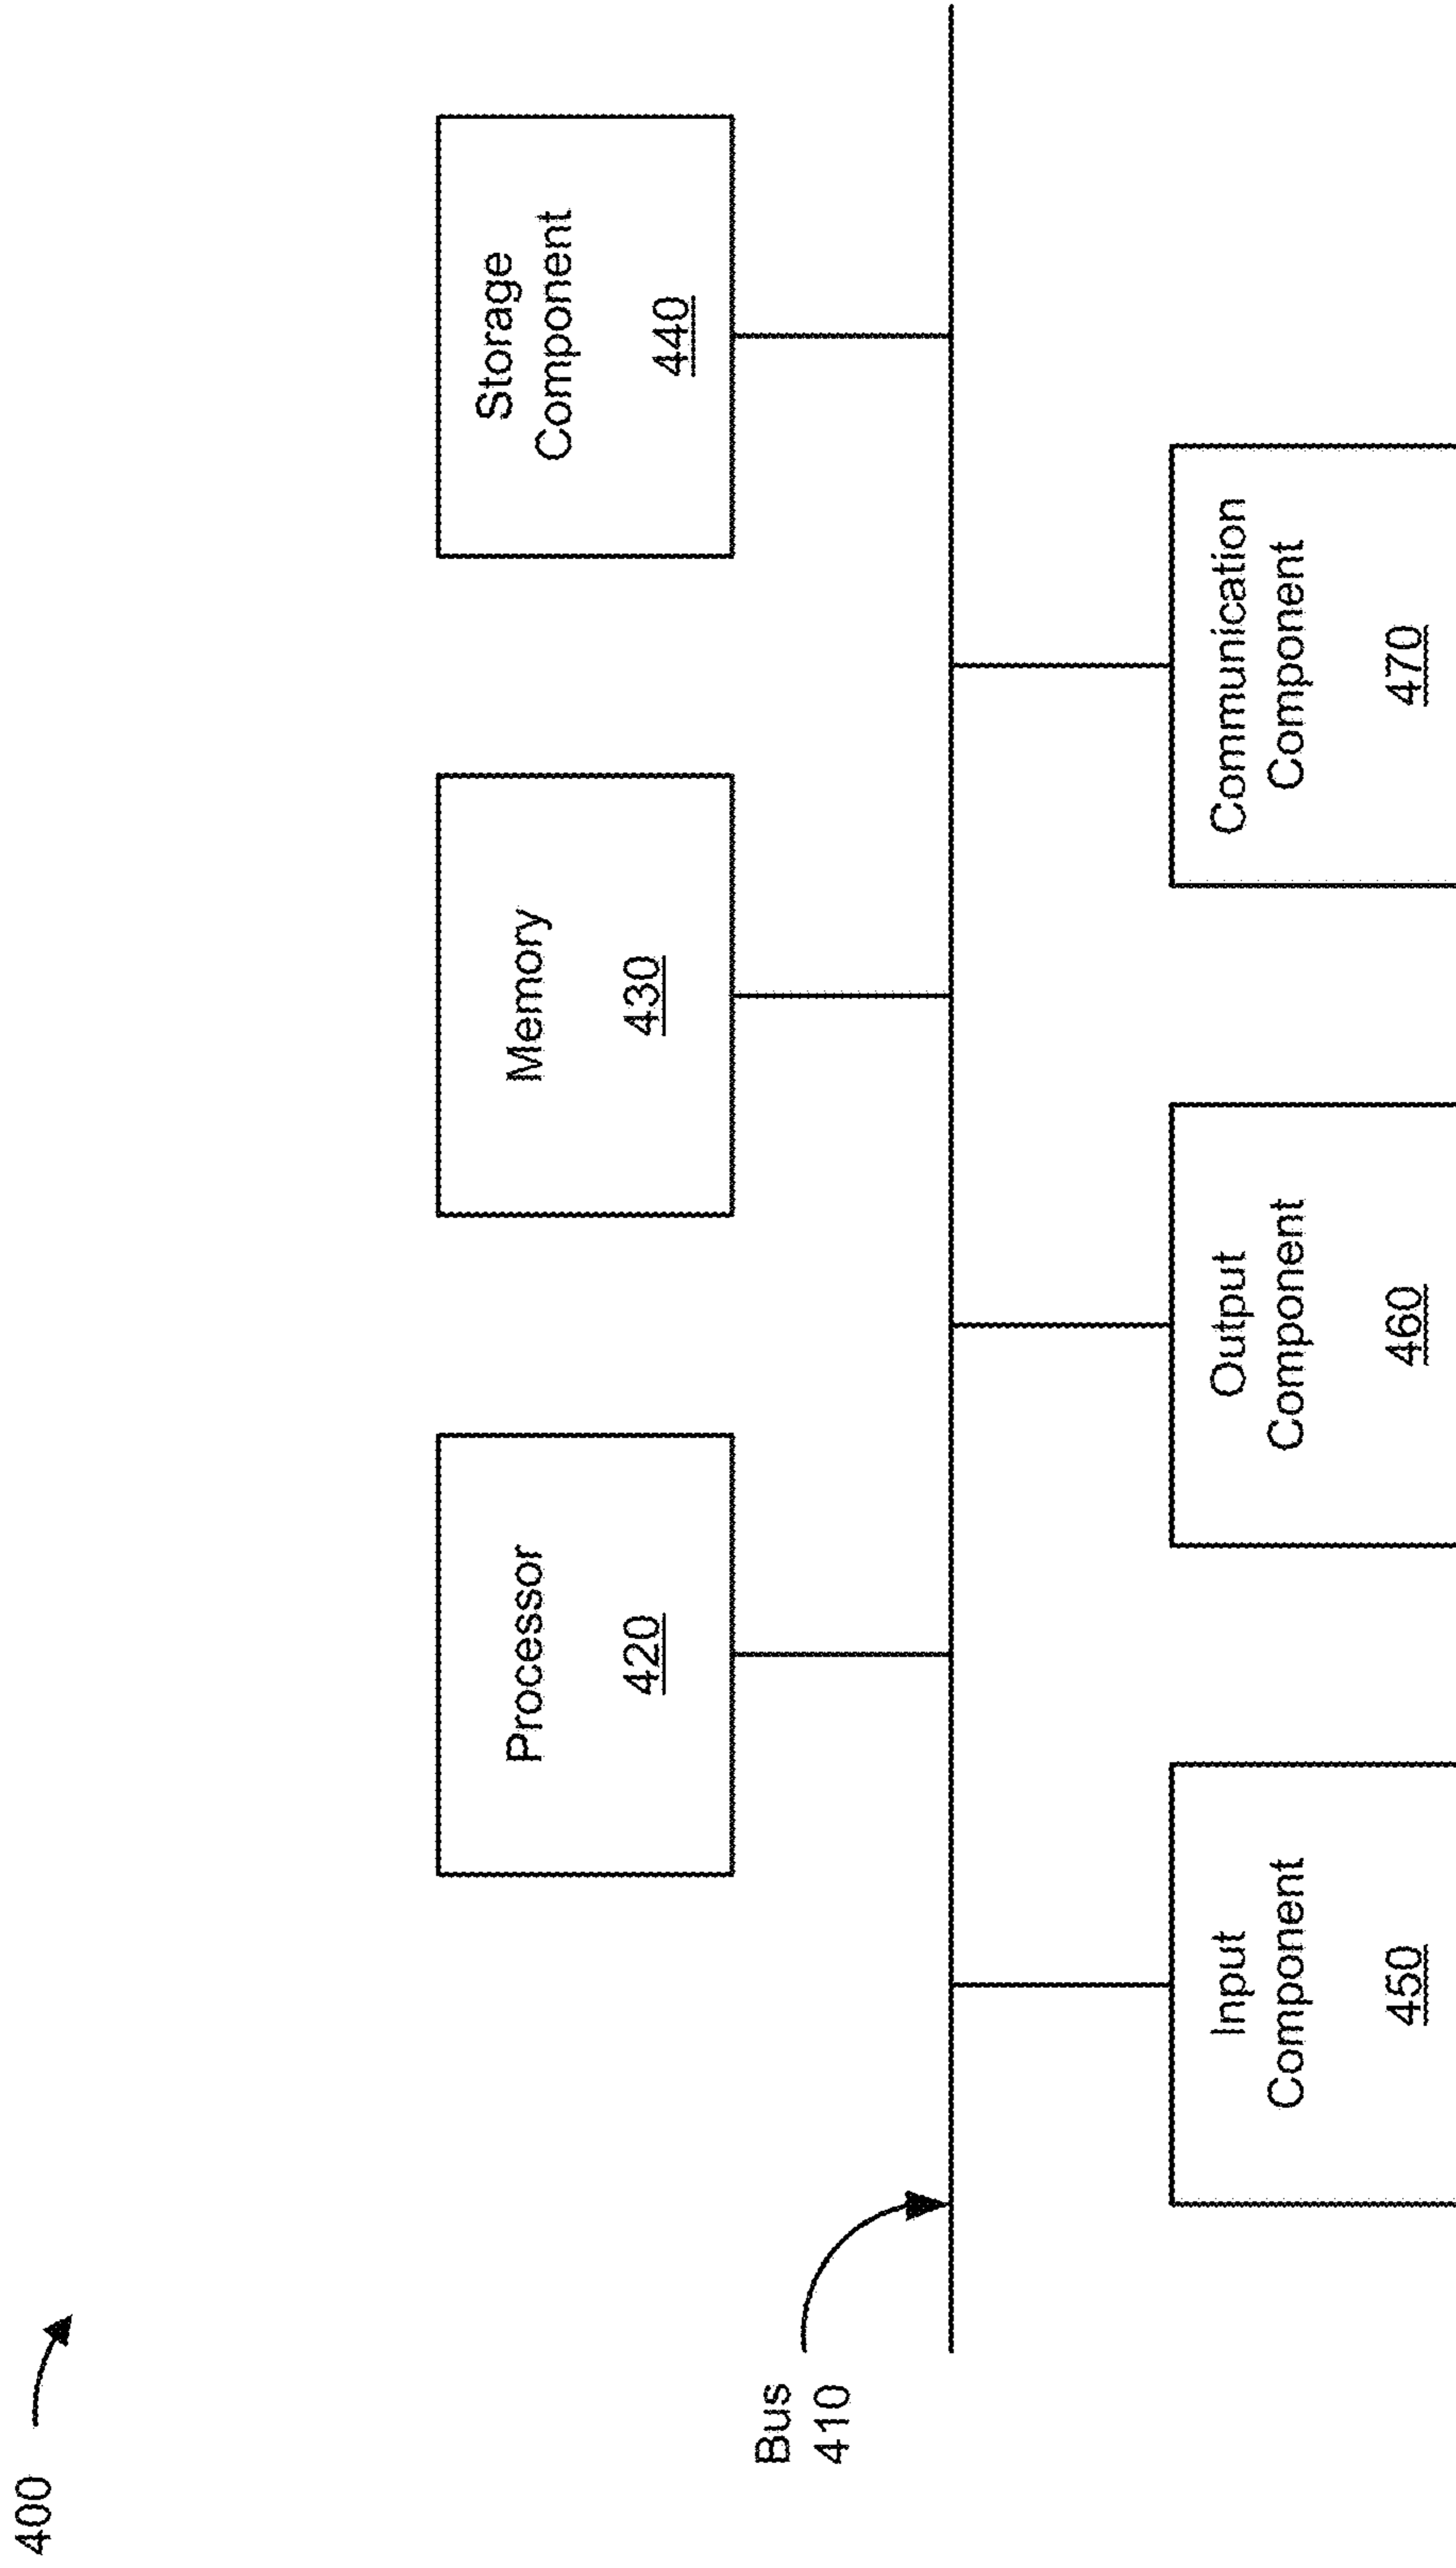 400
Processor
420
Memory
430
Storage
Component
440
Bus
410
Input
Component
450
Output
Component
460
Communication
Component
470